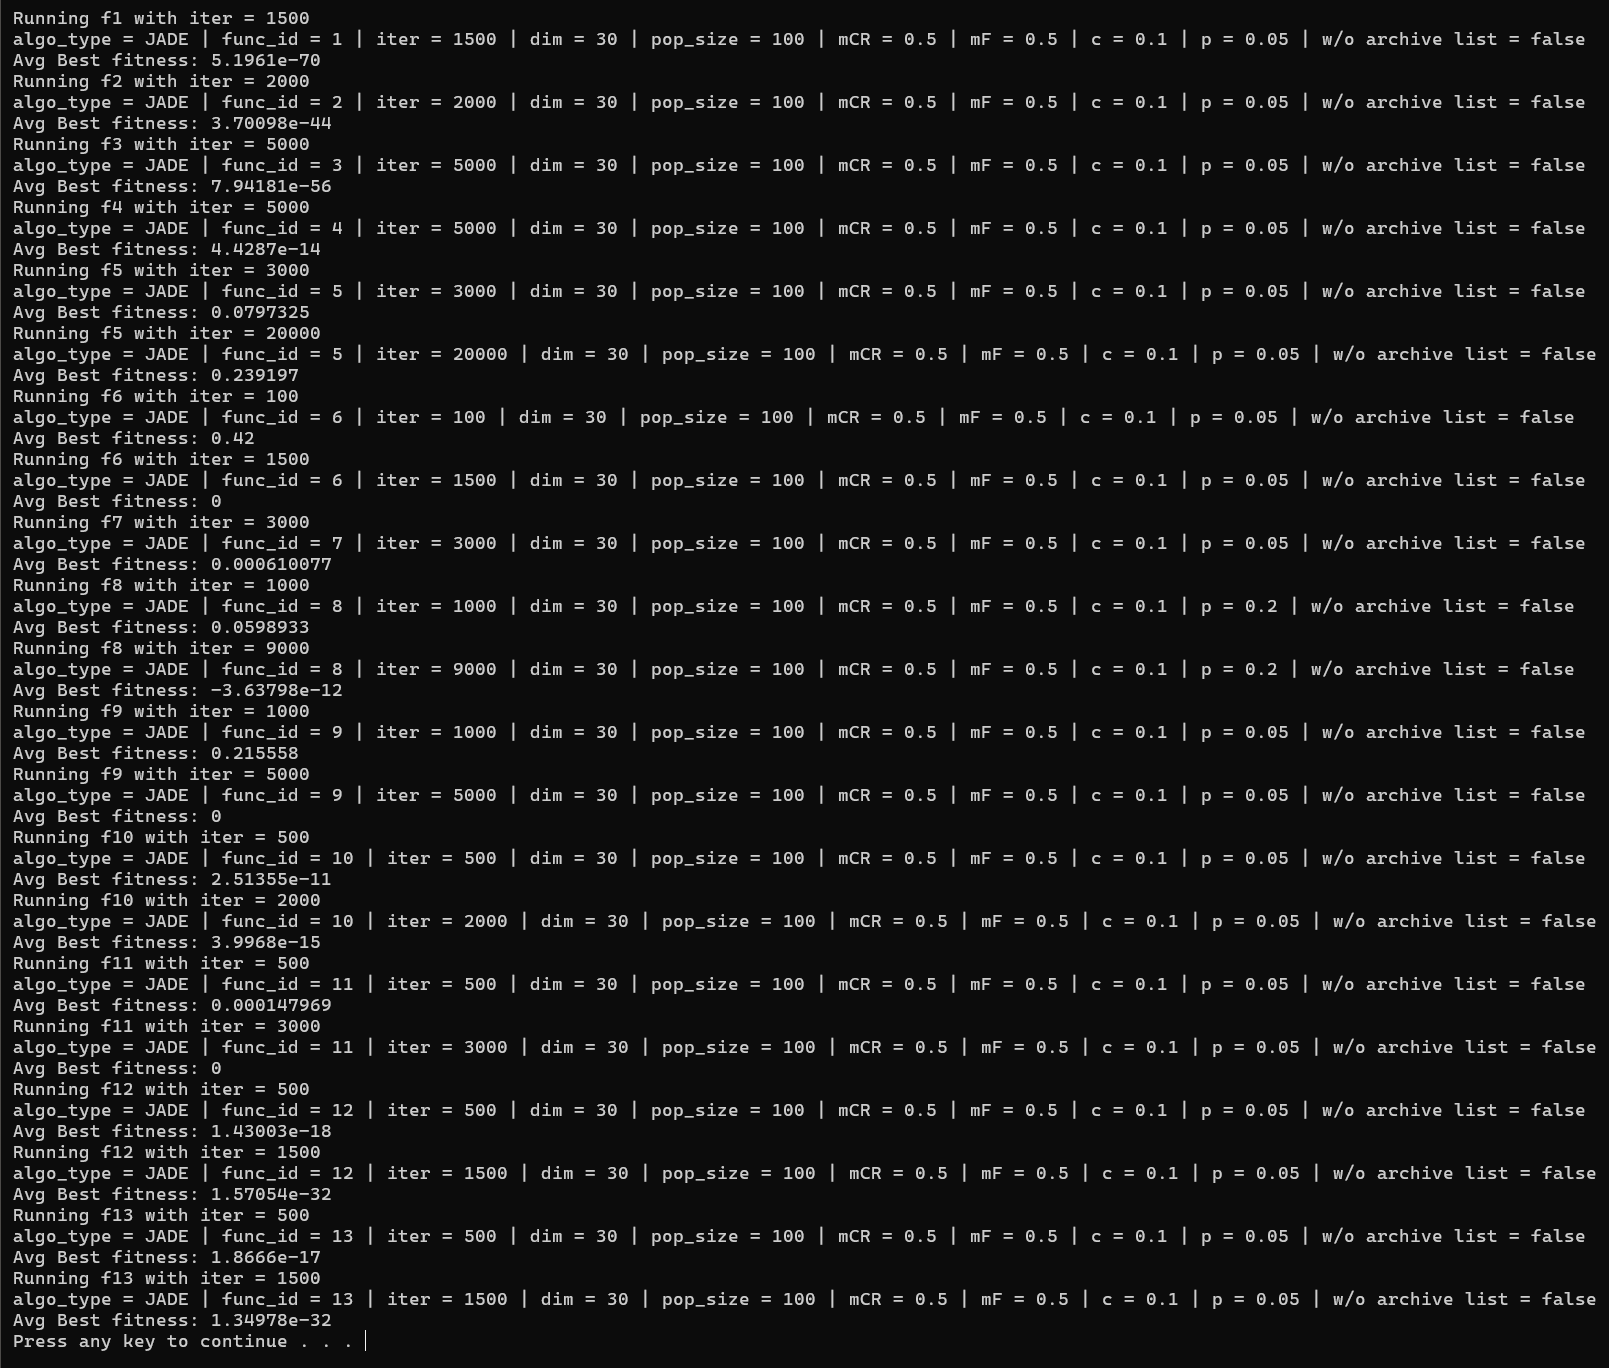 Running f1 with iter = 1500
algo_type = JADE | func_id = 1 | iter = 1500 | dim = 30 | pop_size = 100 | mCR = 0.5 | mF = 0.5 | c = 0.1 | p = 0.05 | w/o archive list = false
Avg Best fitness: 5.1961e-70
Running f2 with iter = 2000
algo_type = JADE | func_id = 2 | iter = 2000 | dim = 30 | pop_size = 100 | mCR = 0.5 | mF = 0.5 | c = 0.1 | p = 0.05 | w/o archive list = false
Avg Best fitness: 3.70098e-44
Running f3 with iter = 5000
algo_type = JADE | func_id = 3 | iter = 5000 | dim = 30 | pop_size = 100 | mCR = 0.5 | mF = 0.5 | c = 0.1 | p = 0.05 | w/o archive list = false
Avg Best fitness: 7.94181e-56
Running f4 with iter = 5000
algo_type = JADE | func_id = 4 | iter = 5000 | dim = 30 | pop_size = 100 | mCR = 0.5 | mF = 0.5 | c = 0.1 | p = 0.05 | w/o archive list = false
Avg Best fitness: 4.4287e-14
Running f5 with iter = 3000
algo_type = JADE | func_id = 5 | iter = 3000 | dim = 30 | pop_size = 100 | mCR = 0.5 | mF = 0.5 | c = 0.1 | p = 0.05 | w/o archive list = false
Avg Best fitness: 0.0797325
Running f5 with iter = 20000
algo_type = JADE | func_id = 5 | iter = 20000 | dim = 30 | pop_size = 100 | mCR = 0.5 | mF = 0.5 | c = 0.1 | p = 0.05 | w/o archive list = false
Avg Best fitness: 0.239197
Running f6 with iter = 100
algo_type = JADE | func_id = 6 | iter = 100 | dim = 30 | pop_size = 100 | mCR = 0.5 | mF = 0.5 | c = 0.1 | p = 0.05 | w/o archive list = false
Avg Best fitness: 0.42
Running f6 with iter = 1500
algo_type = JADE | func_id = 6 | iter = 1500 | dim = 30 | pop_size = 100 | mCR = 0.5 | mF = 0.5 | c = 0.1 | p = 0.05 | w/o archive list = false
Avg Best fitness: 0
Running f7 with iter = 3000
algo_type = JADE | func_id = 7 | iter = 3000 | dim = 30 | pop_size = 100 | mCR = 0.5 | mF = 0.5 | c = 0.1 | p = 0.05 | w/o archive list = false
Avg Best fitness: 0.000610077
Running f8 with iter = 1000
algo_type = JADE | func_id = 8 | iter = 1000 | dim = 30 | pop_size = 100 | mCR = 0.5 | mF = 0.5 | c = 0.1 | p = 0.2 | w/o archive list = false
Avg Best fitness: 0.0598933
Running f8 with iter = 9000
algo_type = JADE | func_id = 8 | iter = 9000 | dim = 30 | pop_size = 100 | mCR = 0.5 | mF = 0.5 | c = 0.1 | p = 0.2 | w/o archive list = false
Avg Best fitness: -3.63798e-12
Running f9 with iter = 1000
algo_type = JADE | func_id = 9 | iter = 1000 | dim = 30 | pop_size = 100 | mCR = 0.5 | mF = 0.5 | c = 0.1 | p = 0.05 | w/o archive list = false
Avg Best fitness: 0.215558
Running f9 with iter = 5000
algo_type = JADE | func_id = 9 | iter = 5000 | dim = 30 | pop_size = 100 | mCR = 0.5 | mF = 0.5 | c = 0.1 | p = 0.05 | w/o archive list = false
Avg Best fitness: 0
Running f10 with iter = 500
algo_type = JADE | func_id = 10 | iter = 500 | dim = 30 | pop_size = 100 | mCR = 0.5 | mF = 0.5 | c = 0.1 | p = 0.05 | w/o archive list = false
Avg Best fitness: 2.51355e-11
Running f10 with iter = 2000
algo_type = JADE | func_id = 10 | iter = 2000 | dim = 30 | pop_size = 100 | mCR = 0.5 | mF = 0.5 | c = 0.1 | p = 0.05 | w/o archive list = false
Avg Best fitness: 3.9968e-15
Running f11 with iter = 500
algo_type = JADE | func_id = 11 | iter = 500 | dim = 30 | pop_size = 100 | mCR = 0.5 | mF = 0.5 | c = 0.1 | p = 0.05 | w/o archive list = false
Avg Best fitness: 0.000147969
Running f11 with iter = 3000
algo_type = JADE | func_id = 11 | iter = 3000 | dim = 30 | pop_size = 100 | mCR = 0.5 | mF = 0.5 | c = 0.1 | p = 0.05 | w/o archive list = false
Avg Best fitness: 0
Running f12 with iter = 500
algo_type = JADE | func_id = 12 | iter = 500 | dim = 30 | pop_size = 100 | mCR = 0.5 | mF = 0.5 | c = 0.1 | p = 0.05 | w/o archive list = false
Avg Best fitness: 1.43003e-18
Running f12 with iter = 1500
algo_type = JADE | func_id = 12 | iter = 1500 | dim = 30 | pop_size = 100 | mCR = 0.5 | mF = 0.5 | c = 0.1 | p = 0.05 | w/o archive list = false
Avg Best fitness: 1.57054e-32
Running f13 with iter = 500
algo_type = JADE | func_id = 13 | iter = 500 | dim = 30 | pop_size = 100 | mCR = 0.5 | mF = 0.5 | c = 0.1 | p = 0.05 | w/o archive list = false
Avg Best fitness: 1.8666e-17
Running f13 with iter = 1500
algo_type = JADE | func_id = 13 | iter = 1500 | dim = 30 | pop_size = 100 | mCR = 0.5 | mF = 0.5 | c = 0.1 | p = 0.05 | w/o archive list = false
Avg Best fitness: 1.34978e-32
Press any key to continue . . .